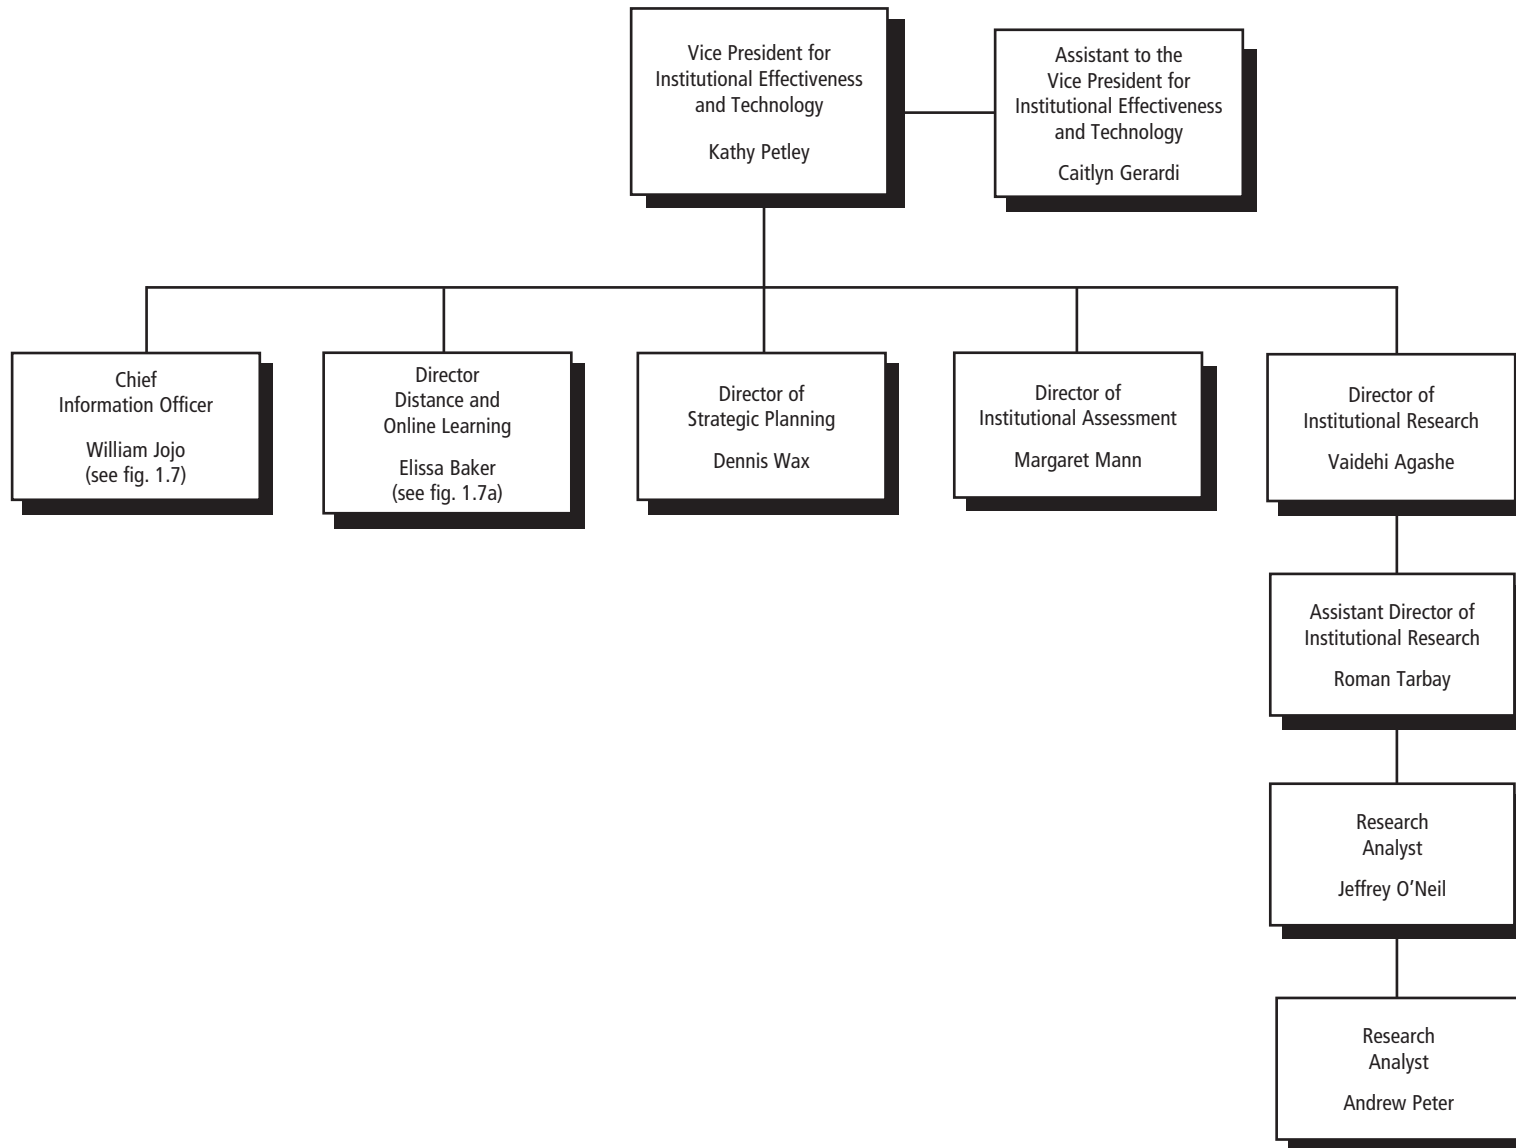 Vice President for
Institutional Effectiveness
and Technology
Kathy Petley
Assistant to the
Vice President for
Institutional Effectiveness
and Technology
Caitlyn Gerardi
Chief
Information Officer
William Jojo
(see fig. 1.7)
Director
Distance and
Online Learning
Elissa Baker
(see fig. 1.7a)
Director of
Strategic Planning
Dennis Wax
Director of
Institutional Assessment
Margaret Mann
Director of
Institutional Research
Vaidehi Agashe
Assistant Director of
Institutional Research
Roman Tarbay
Research
Analyst
Jeffrey O’Neil
Research
Analyst
Andrew Peter